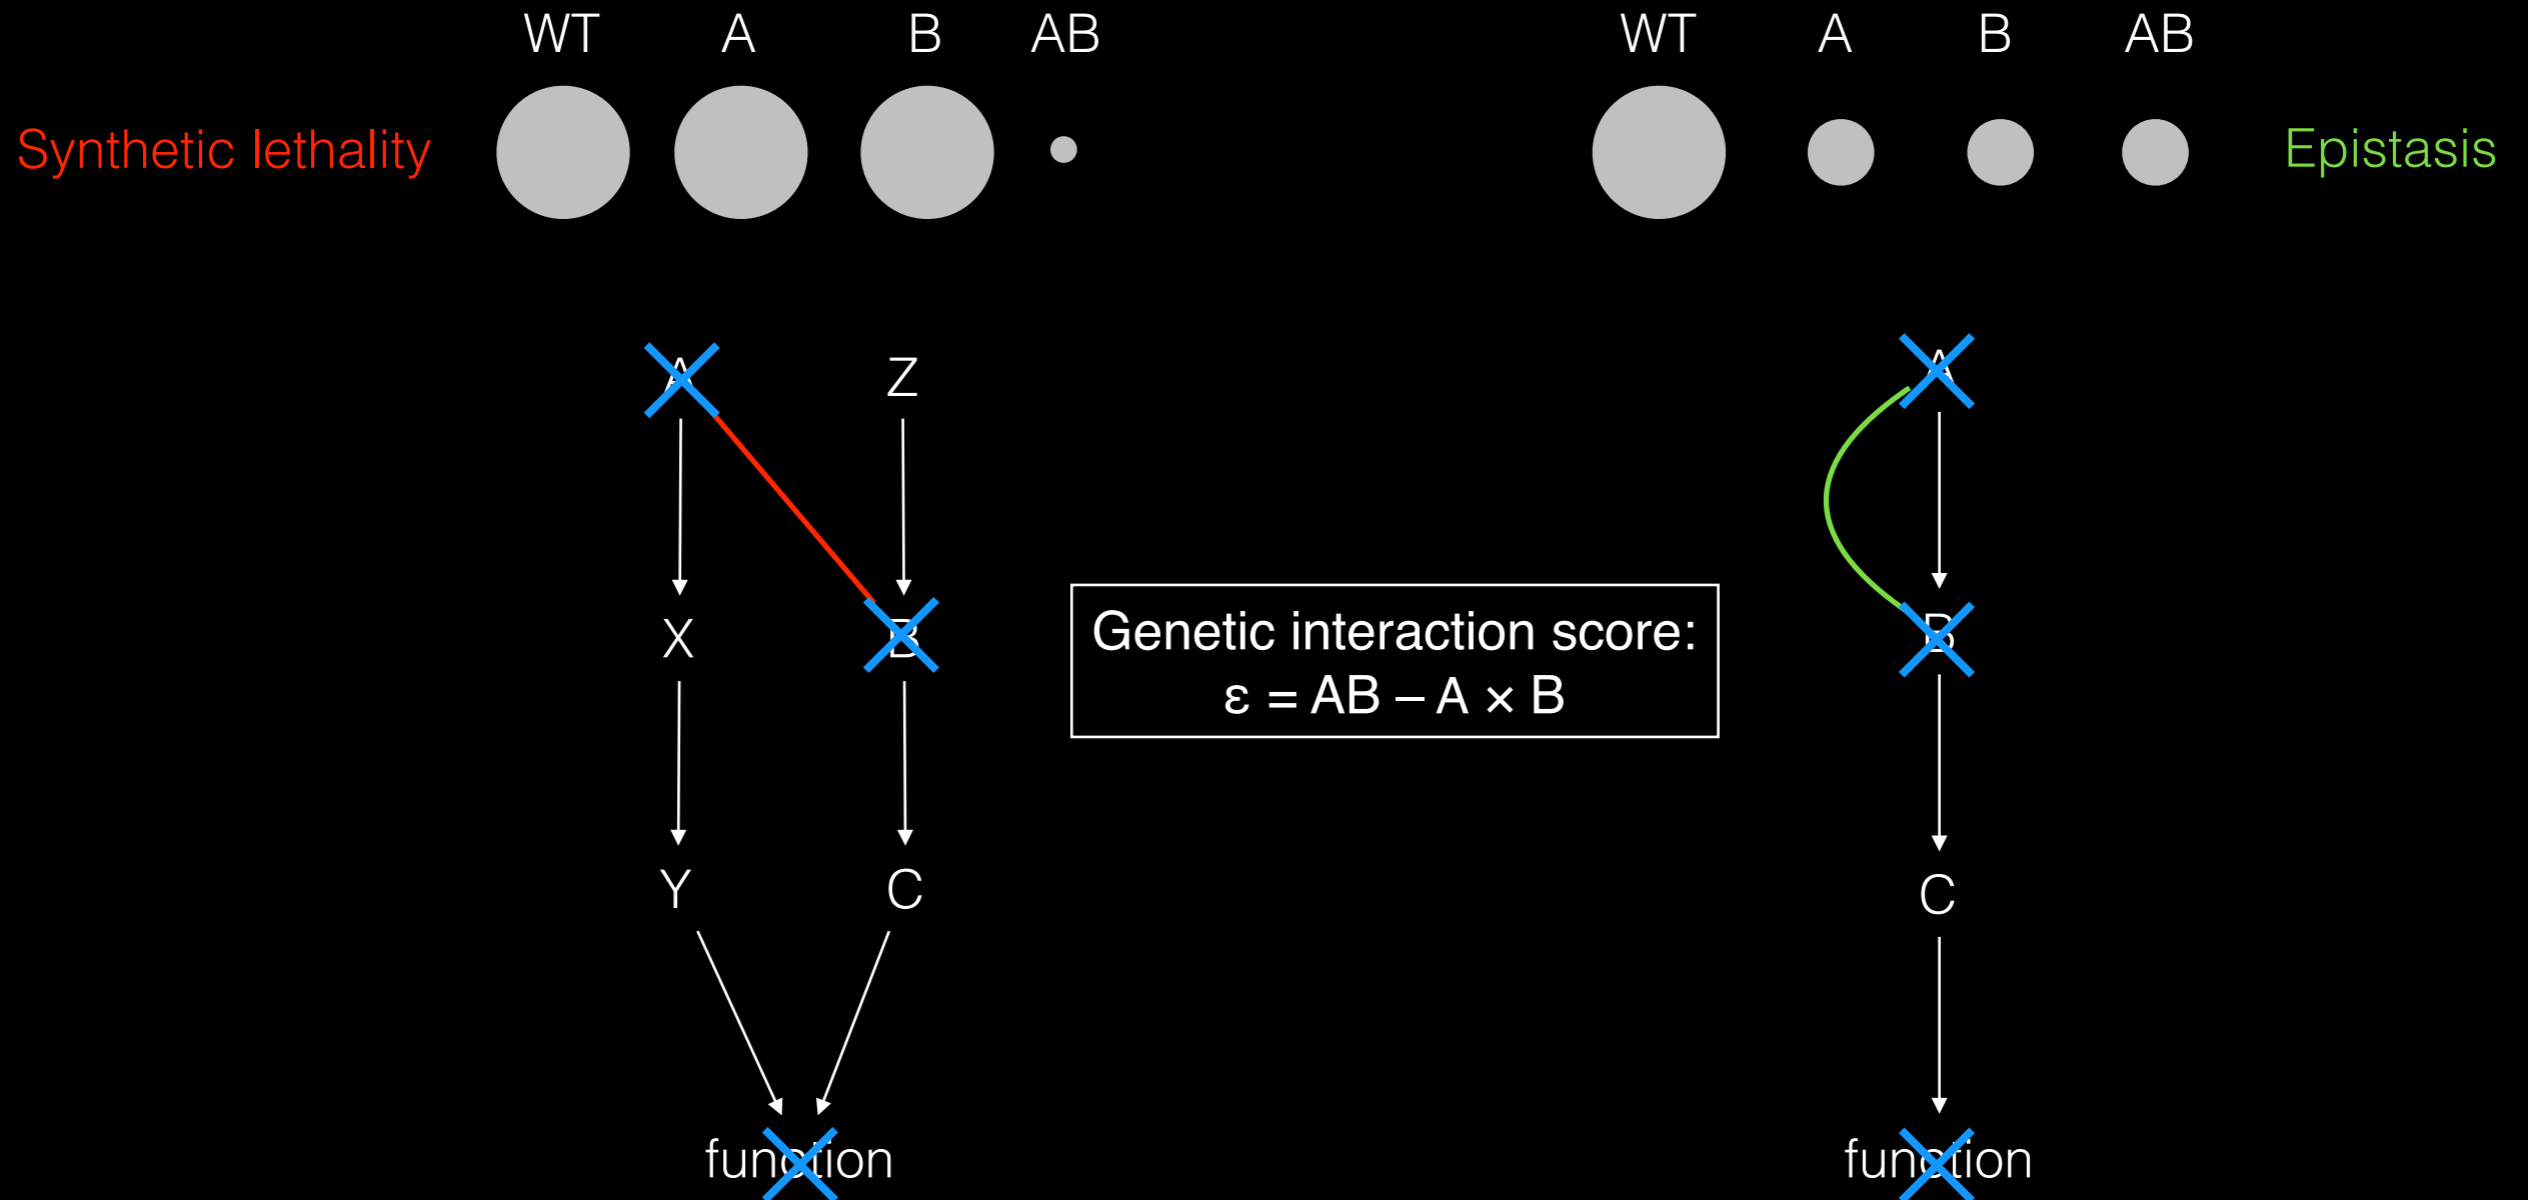 WT A B AB
WT A B AB
Synthetic lethality
Epistasis
A Z
X B
Y C
function
Genetic interaction score:
ε = AB – A × B
A
B
C
function